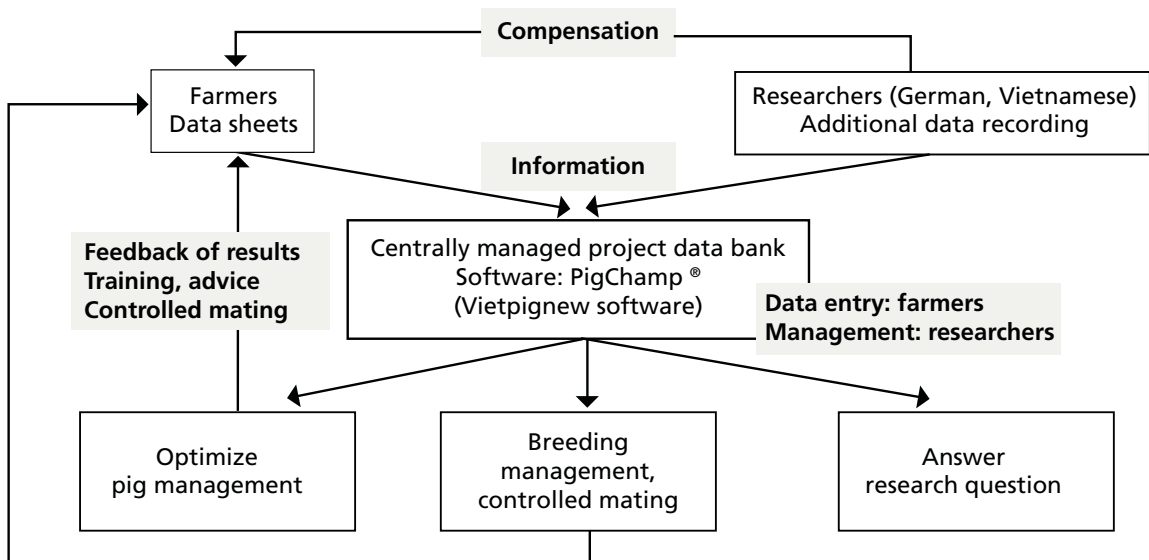 Compensation
Farmers
Data sheets
Researchers (German, Vietnamese)
Additional data recording
Information
Centrally managed project data bank
Software: PigChamp ®
(Vietpignew software)
Feedback of results
Training, advice
Controlled mating
Data entry: farmers
Management: researchers
Optimize
pig management
Breeding
management,
controlled mating
Answer
research question